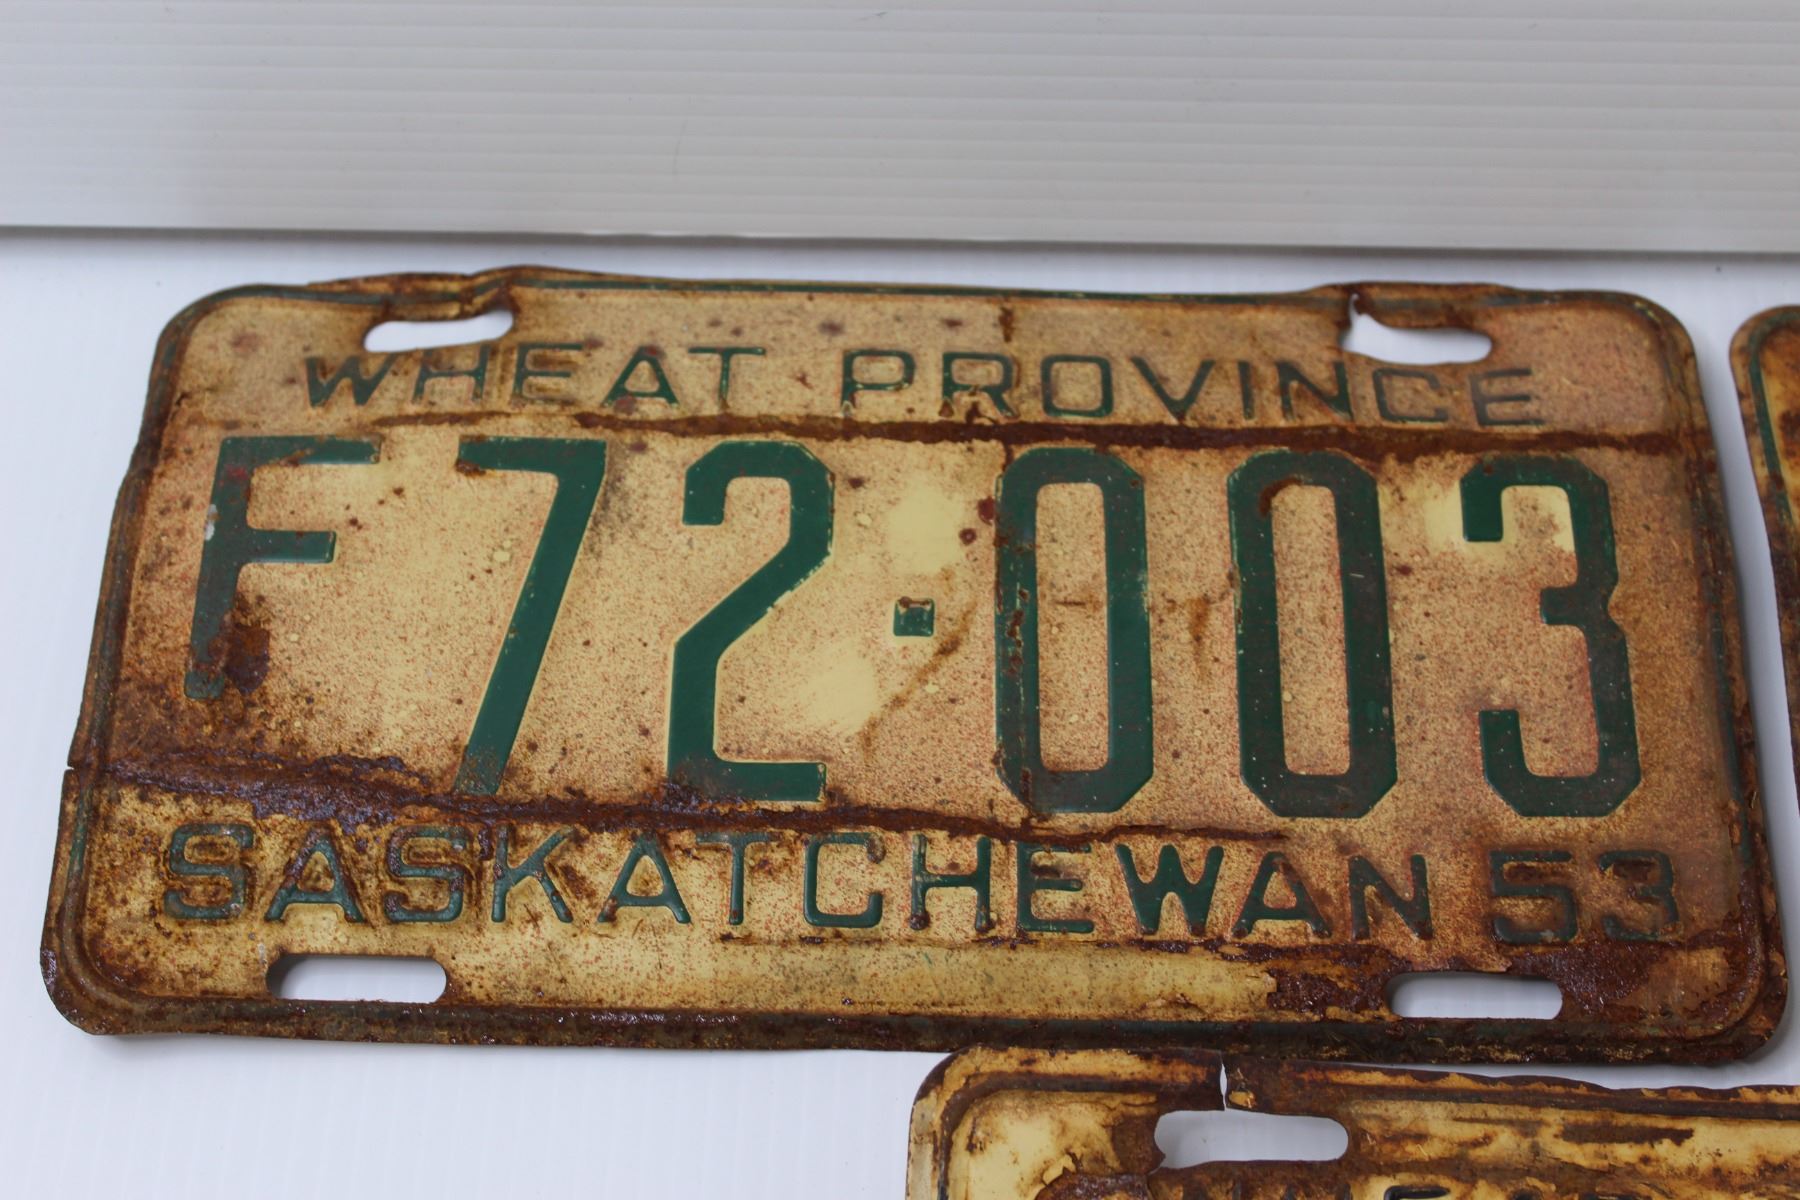 WHEAT PROVINCE
F72·003
SASKATCHEWAN 53